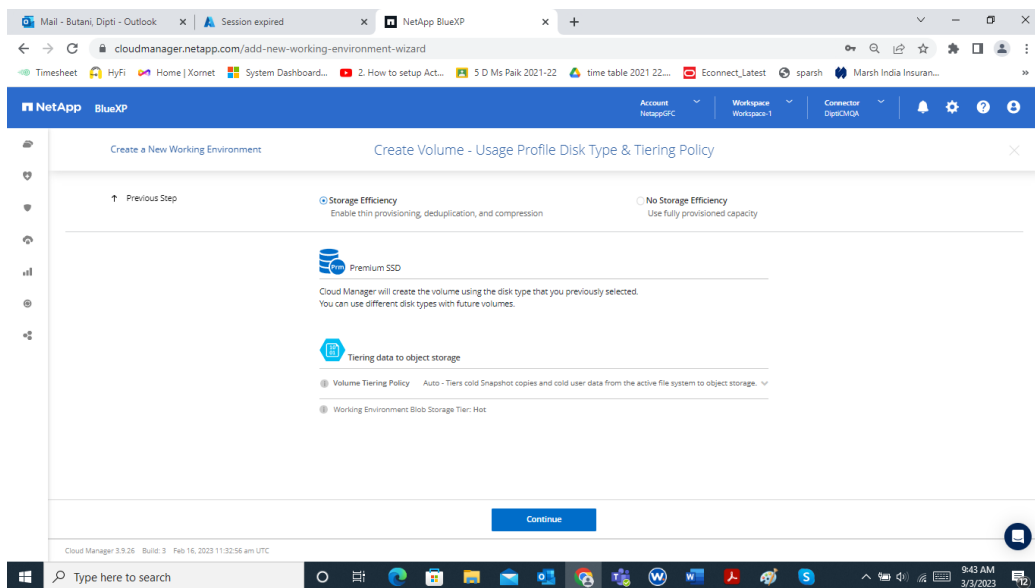 Mail - Butani, Dipti - Outlook
Session expired
NetApp BlueXP
cloudmanager.netapp.com/add-new-working-environment-wizard
Timesheet HyFi Home | Xornet System Dashboard... 2. How to setup Act... 5 D Ms Paik 2021-22 time table 2021 22.... Econnect_Latest sparsh Marsh India Insuran...
NetApp BlueXP
Account
NetappGFC
Workspace
Workspace-1
Connector
DiptiCMQA
Create a New Working Environment
Create Volume - Usage Profile Disk Type & Tiering Policy
Previous Step
Storage Efficiency
Enable thin provisioning, deduplication, and compression
No Storage Efficiency
Use fully provisioned capacity
Prm
Premium SSD
Cloud Manager will create the volume using the disk type that you previously selected.
You can use different disk types with future volumes.
Tiering data to object storage
Volume Tiering Policy Auto - Tiers cold Snapshot copies and cold user data from the active file system to object storage.
Working Environment Blob Storage Tier: Hot
Continue
Cloud Manager 3.9.26 Build: 3 Feb 16, 2023 11:32:56 am UTC
Type here to search
9:43 AM
3/3/2023